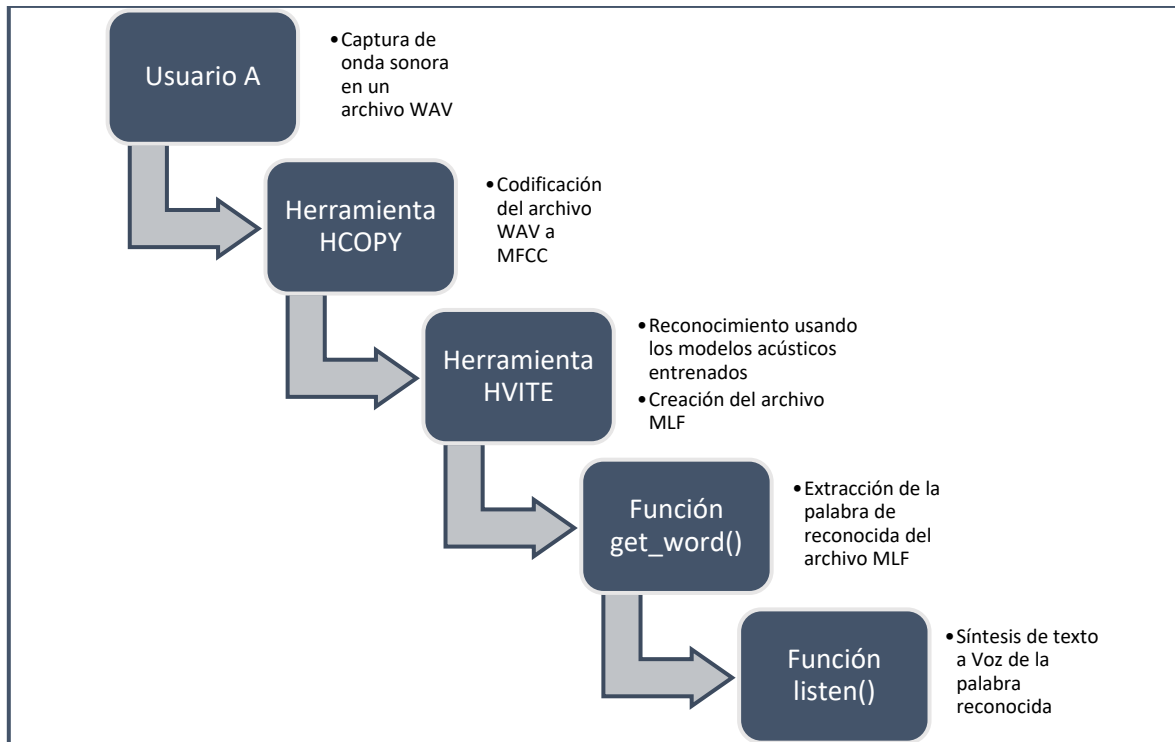 Usuario A
•Captura de
onda sonora
en un
archivo WAV
Herramienta
HCOPY
•Codificación
del archivo
WAV a
MFCC
Herramienta
HVITE
•Reconocimiento usando
los modelos acústicos
entrenados
•Creación del archivo
MLF
Función
get_word()
•Extracción de la
palabra de
reconocida del
archivo MLF
Función
listen()
•Síntesis de texto
a Voz de la
palabra
reconocida